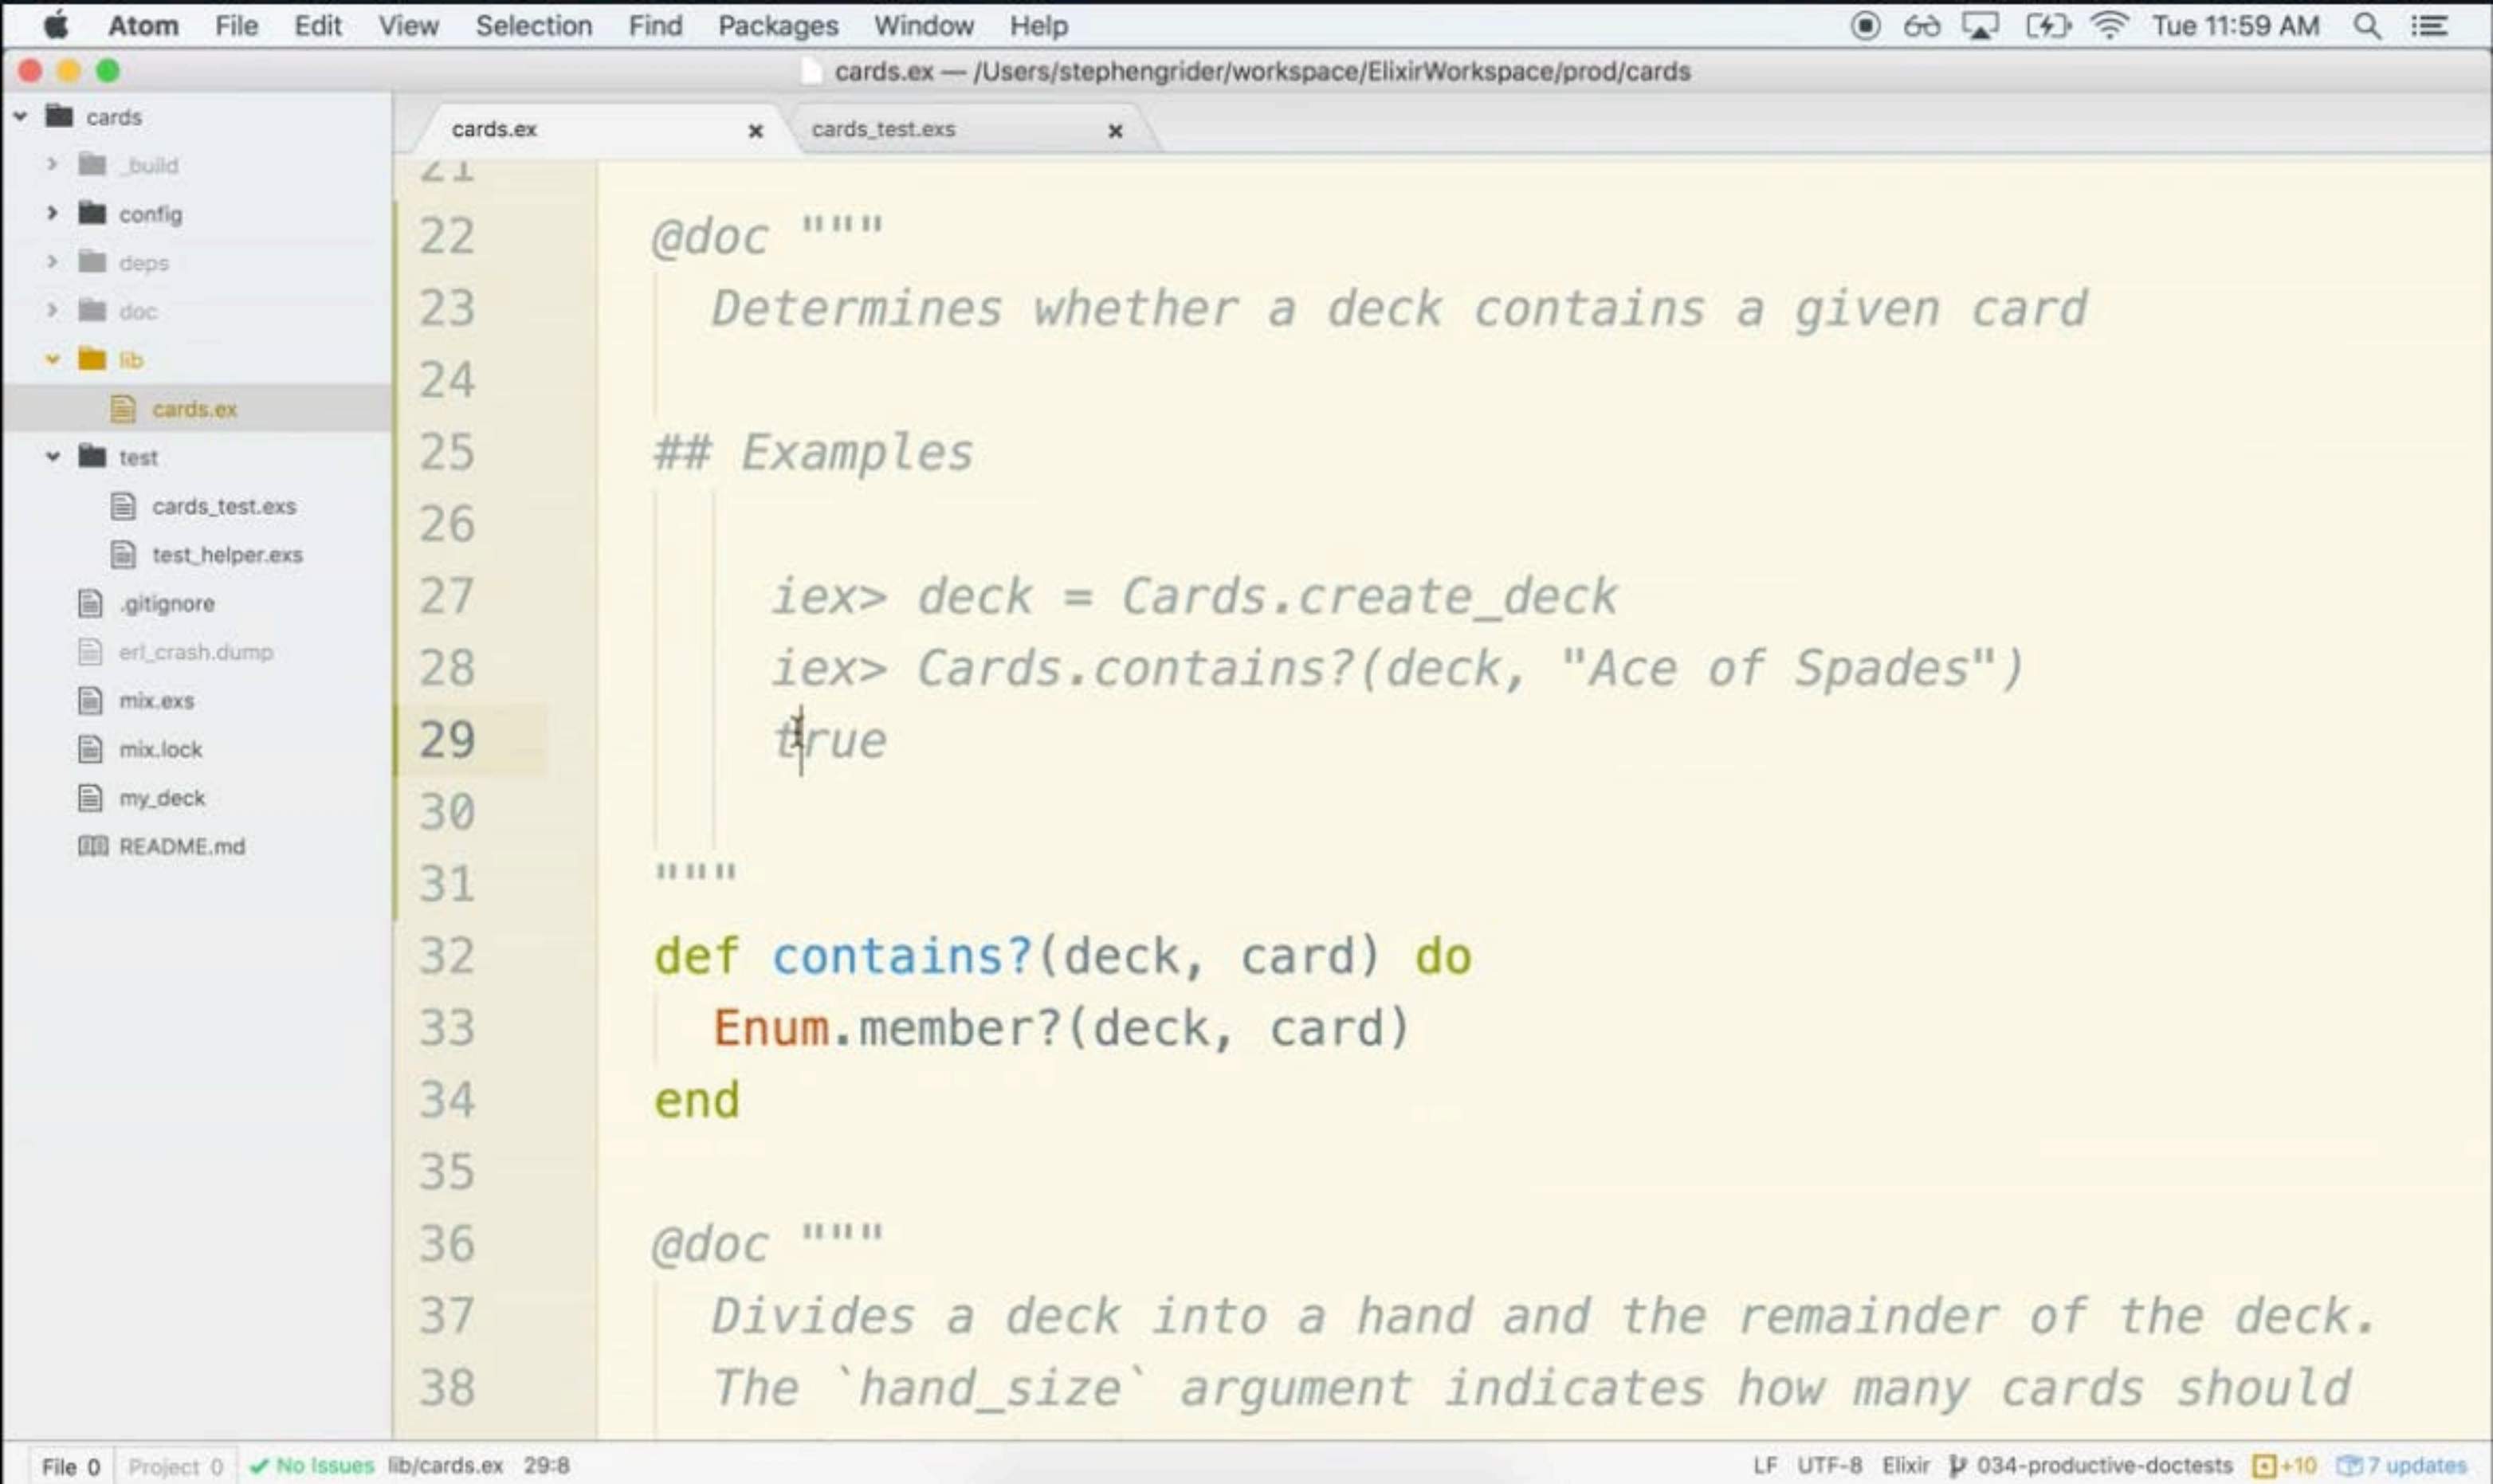 Atom File Edit View Selection Find Packages Window Help Tue 11:59 AM
cards.ex — /Users/stephengrider/workspace/ElixirWorkspace/prod/cards
cards
_build
config
deps
doc
lib
cards.ex
test
cards_test.exs
test_helper.exs
.gitignore
erl_crash.dump
mix.exs
mix.lock
my_deck
README.md
cards.ex × cards_test.exs ×
21
22 @doc """
23 Determines whether a deck contains a given card
24
25 ## Examples
26
27 iex> deck = Cards.create_deck
28 iex> Cards.contains?(deck, "Ace of Spades")
29 true
30
31 """
32 def contains?(deck, card) do
33 Enum.member?(deck, card)
34 end
35
36 @doc """
37 Divides a deck into a hand and the remainder of the deck.
38 The `hand_size` argument indicates how many cards should
File 0 Project 0 No Issues lib/cards.ex 29:8 LF UTF-8 Elixir 034-productive-doctests +10 7 updates